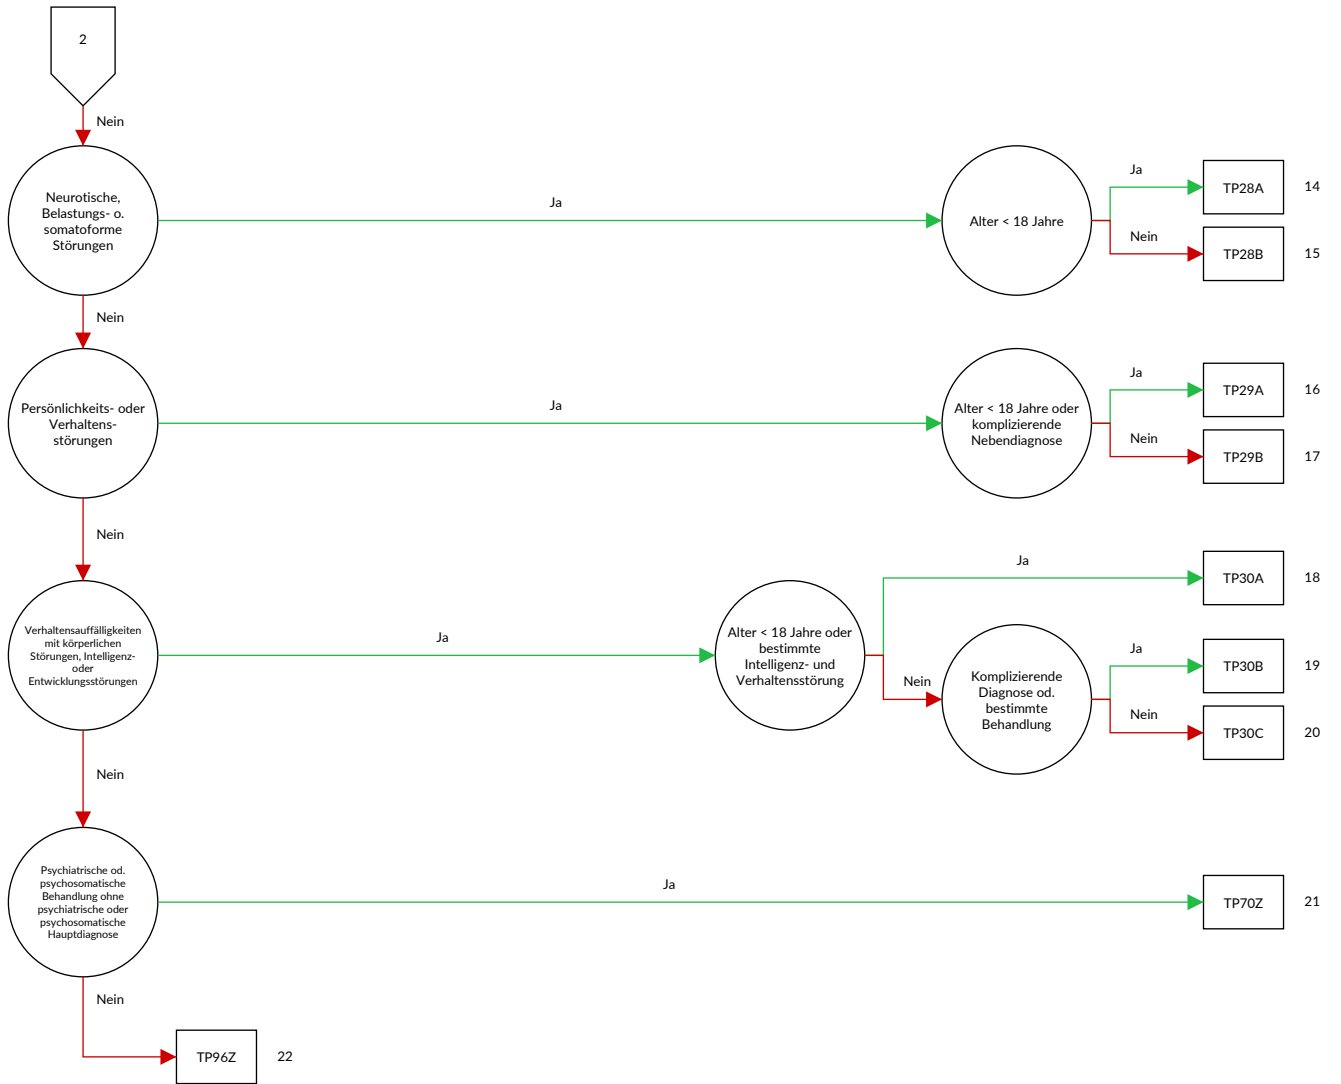 2
Nein
Neurotische,
Belastungs- o.
somatoforme
Störungen
Ja
Alter < 18 Jahre
Ja
TP28A
14
Nein
TP28B
15
Nein
Persönlichkeits- oder
Verhaltens-
störungen
Ja
Alter < 18 Jahre oder
komplizierende
Nebendiagnose
Ja
TP29A
16
Nein
TP29B
17
Nein
Verhaltensauffälligkeiten
mit körperlichen
Störungen, Intelligenz-
oder
Entwicklungsstörungen
Ja
Alter < 18 Jahre oder
bestimmte
Intelligenz- und
Verhaltensstörung
Ja
TP30A
18
Nein
Komplizierende
Diagnose od.
bestimmte
Behandlung
Ja
TP30B
19
Nein
TP30C
20
Nein
Psychiatrische od.
psychosomatische
Behandlung ohne
psychiatrische oder
psychosomatische
Hauptdiagnose
Ja
TP70Z
21
Nein
TP96Z
22